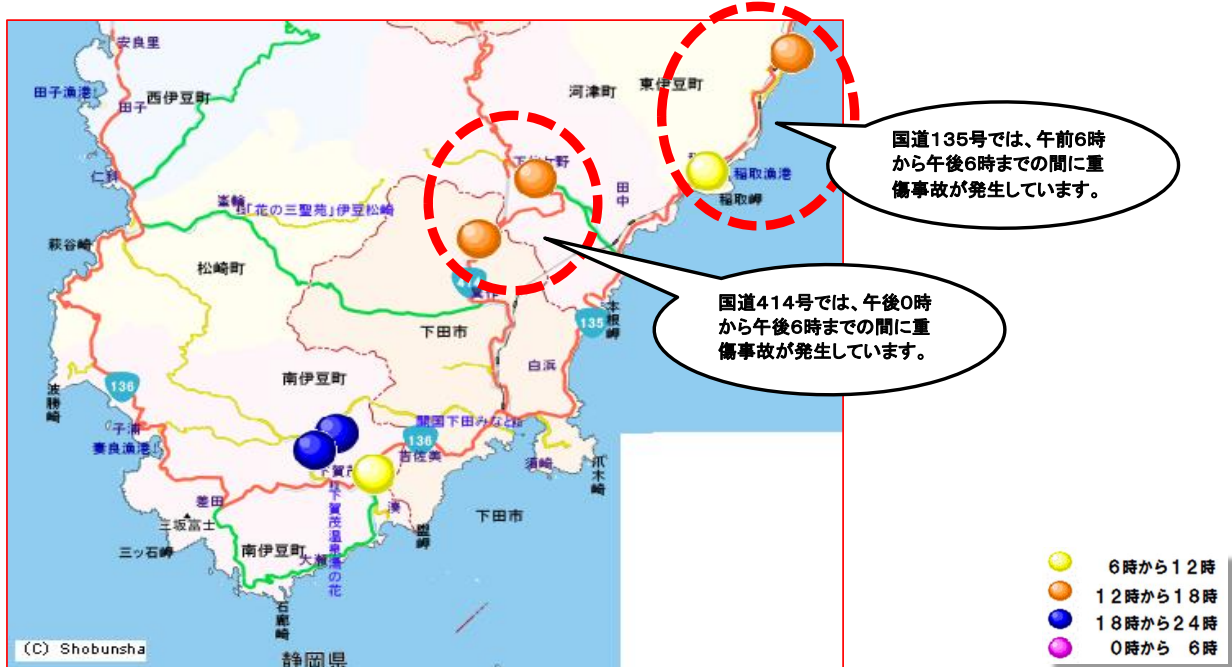 安良里
田子漁港
田子
西伊豆町
仁科
河津町
東伊豆町
国道135号では、午前6時
から午後6時までの間に重
傷事故が発生しています。
稲取漁港
稲取岬
田
中
峯輪
「花の三聖苑」伊豆松崎
萩谷崎
松崎町
国道414号では、午後0時
から午後6時までの間に重
傷事故が発生しています。
下田市
135
白浜
136
南伊豆町
波
勝
崎
子浦
妻良漁港
開国下田みなと
136
吉佐美
須崎
爪
木
崎
差田
湊
三坂富士
下田市
三ッ石岬
南伊豆町
大瀬
下
賀
茂
温
泉
湯
の
花
石
廊
崎
静岡県
(C) Shobunsha
6時から12時
12時から18時
18時から24時
0時から 6時